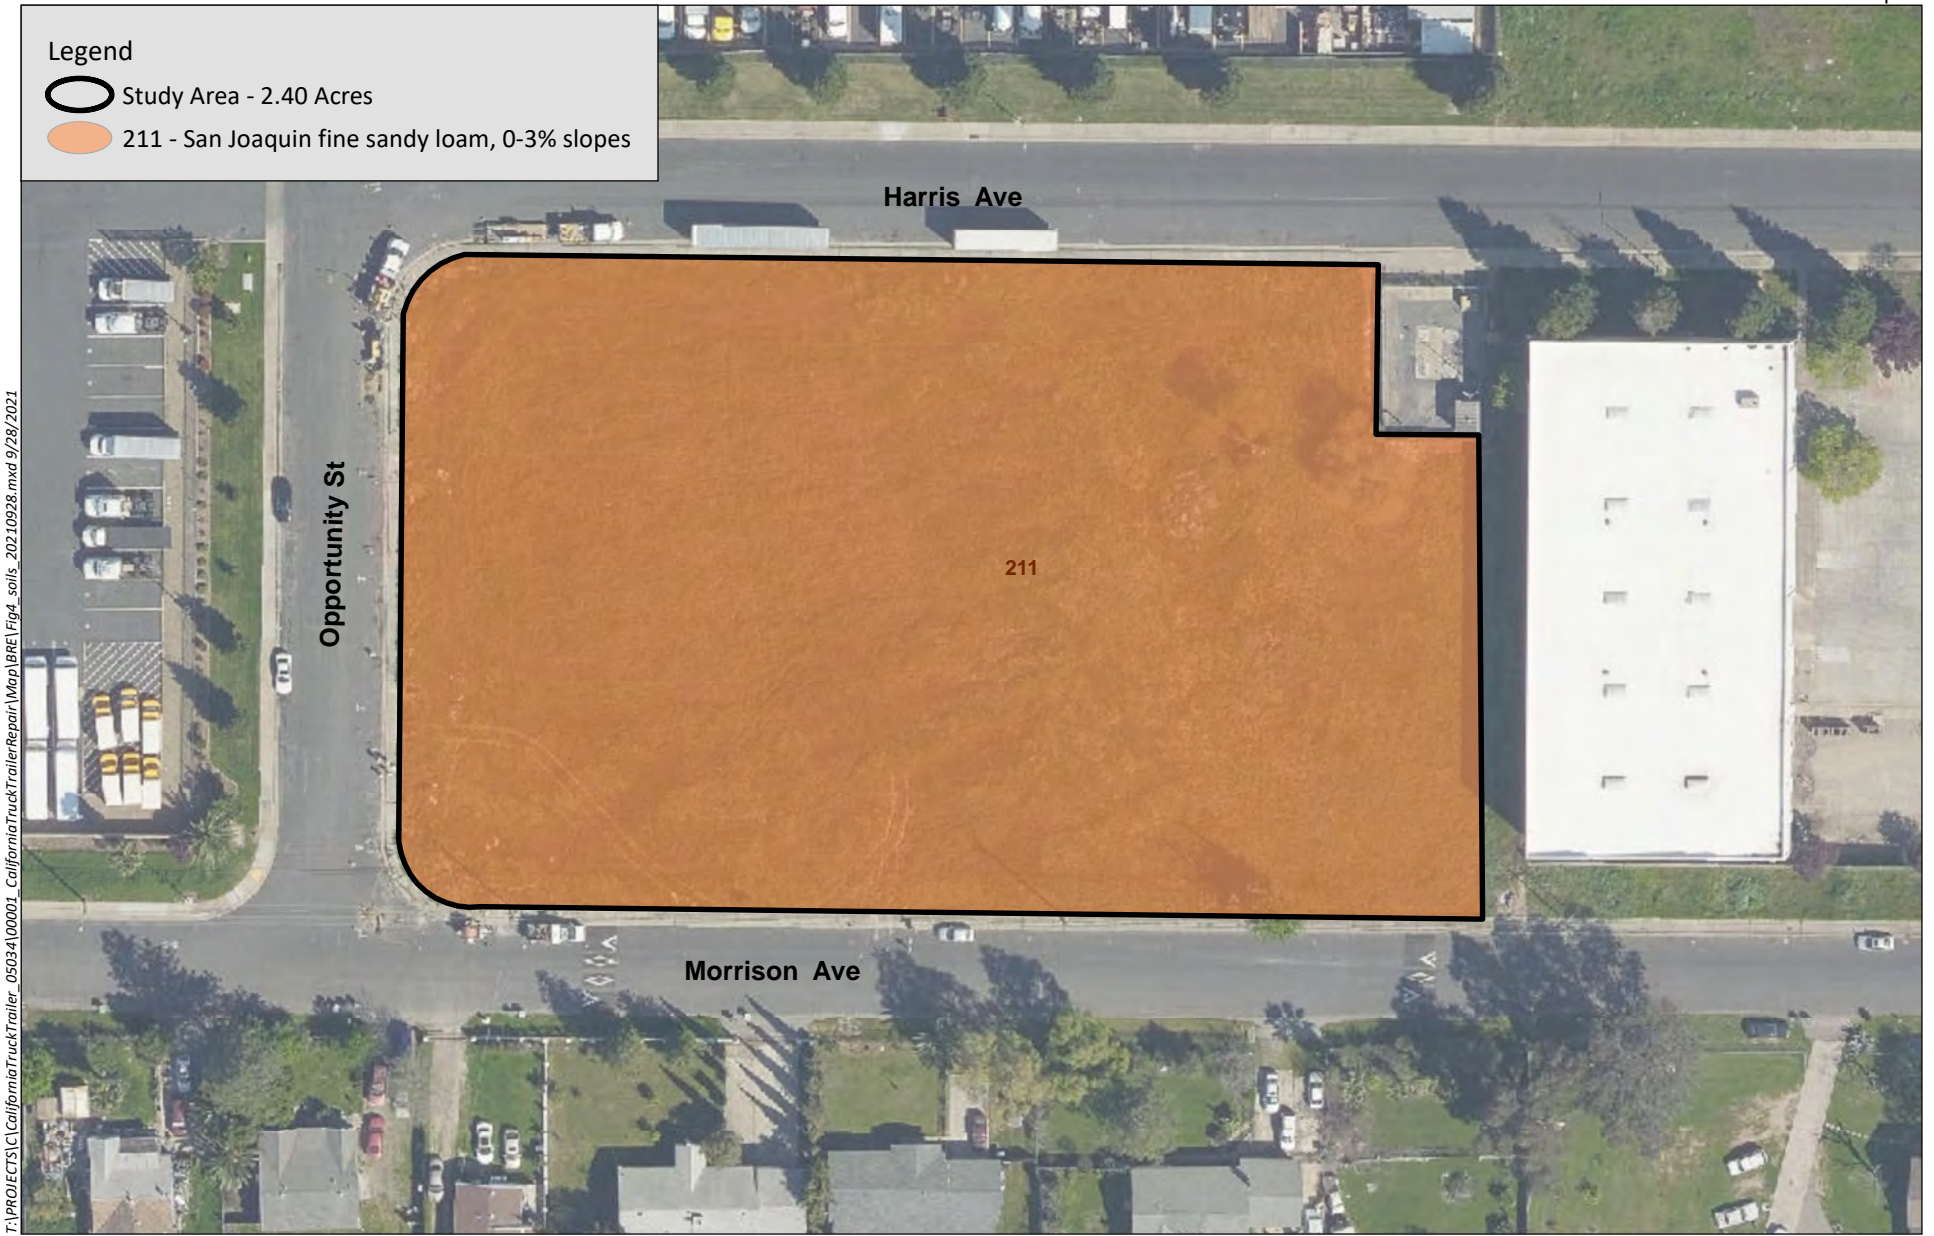 Legend
Study Area - 2.40 Acres
211 - San Joaquin fine sandy loam, 0-3% slopes
Harris Ave
Opportunity St
211
Morrison Ave
T:\PROJECTS\C\CaliforniaTruckTrailer_05034\00001_CaliforniaTruckTrailerRepair\Map\BRE\Fig4_soils_20210928.mxd 9/28/2021